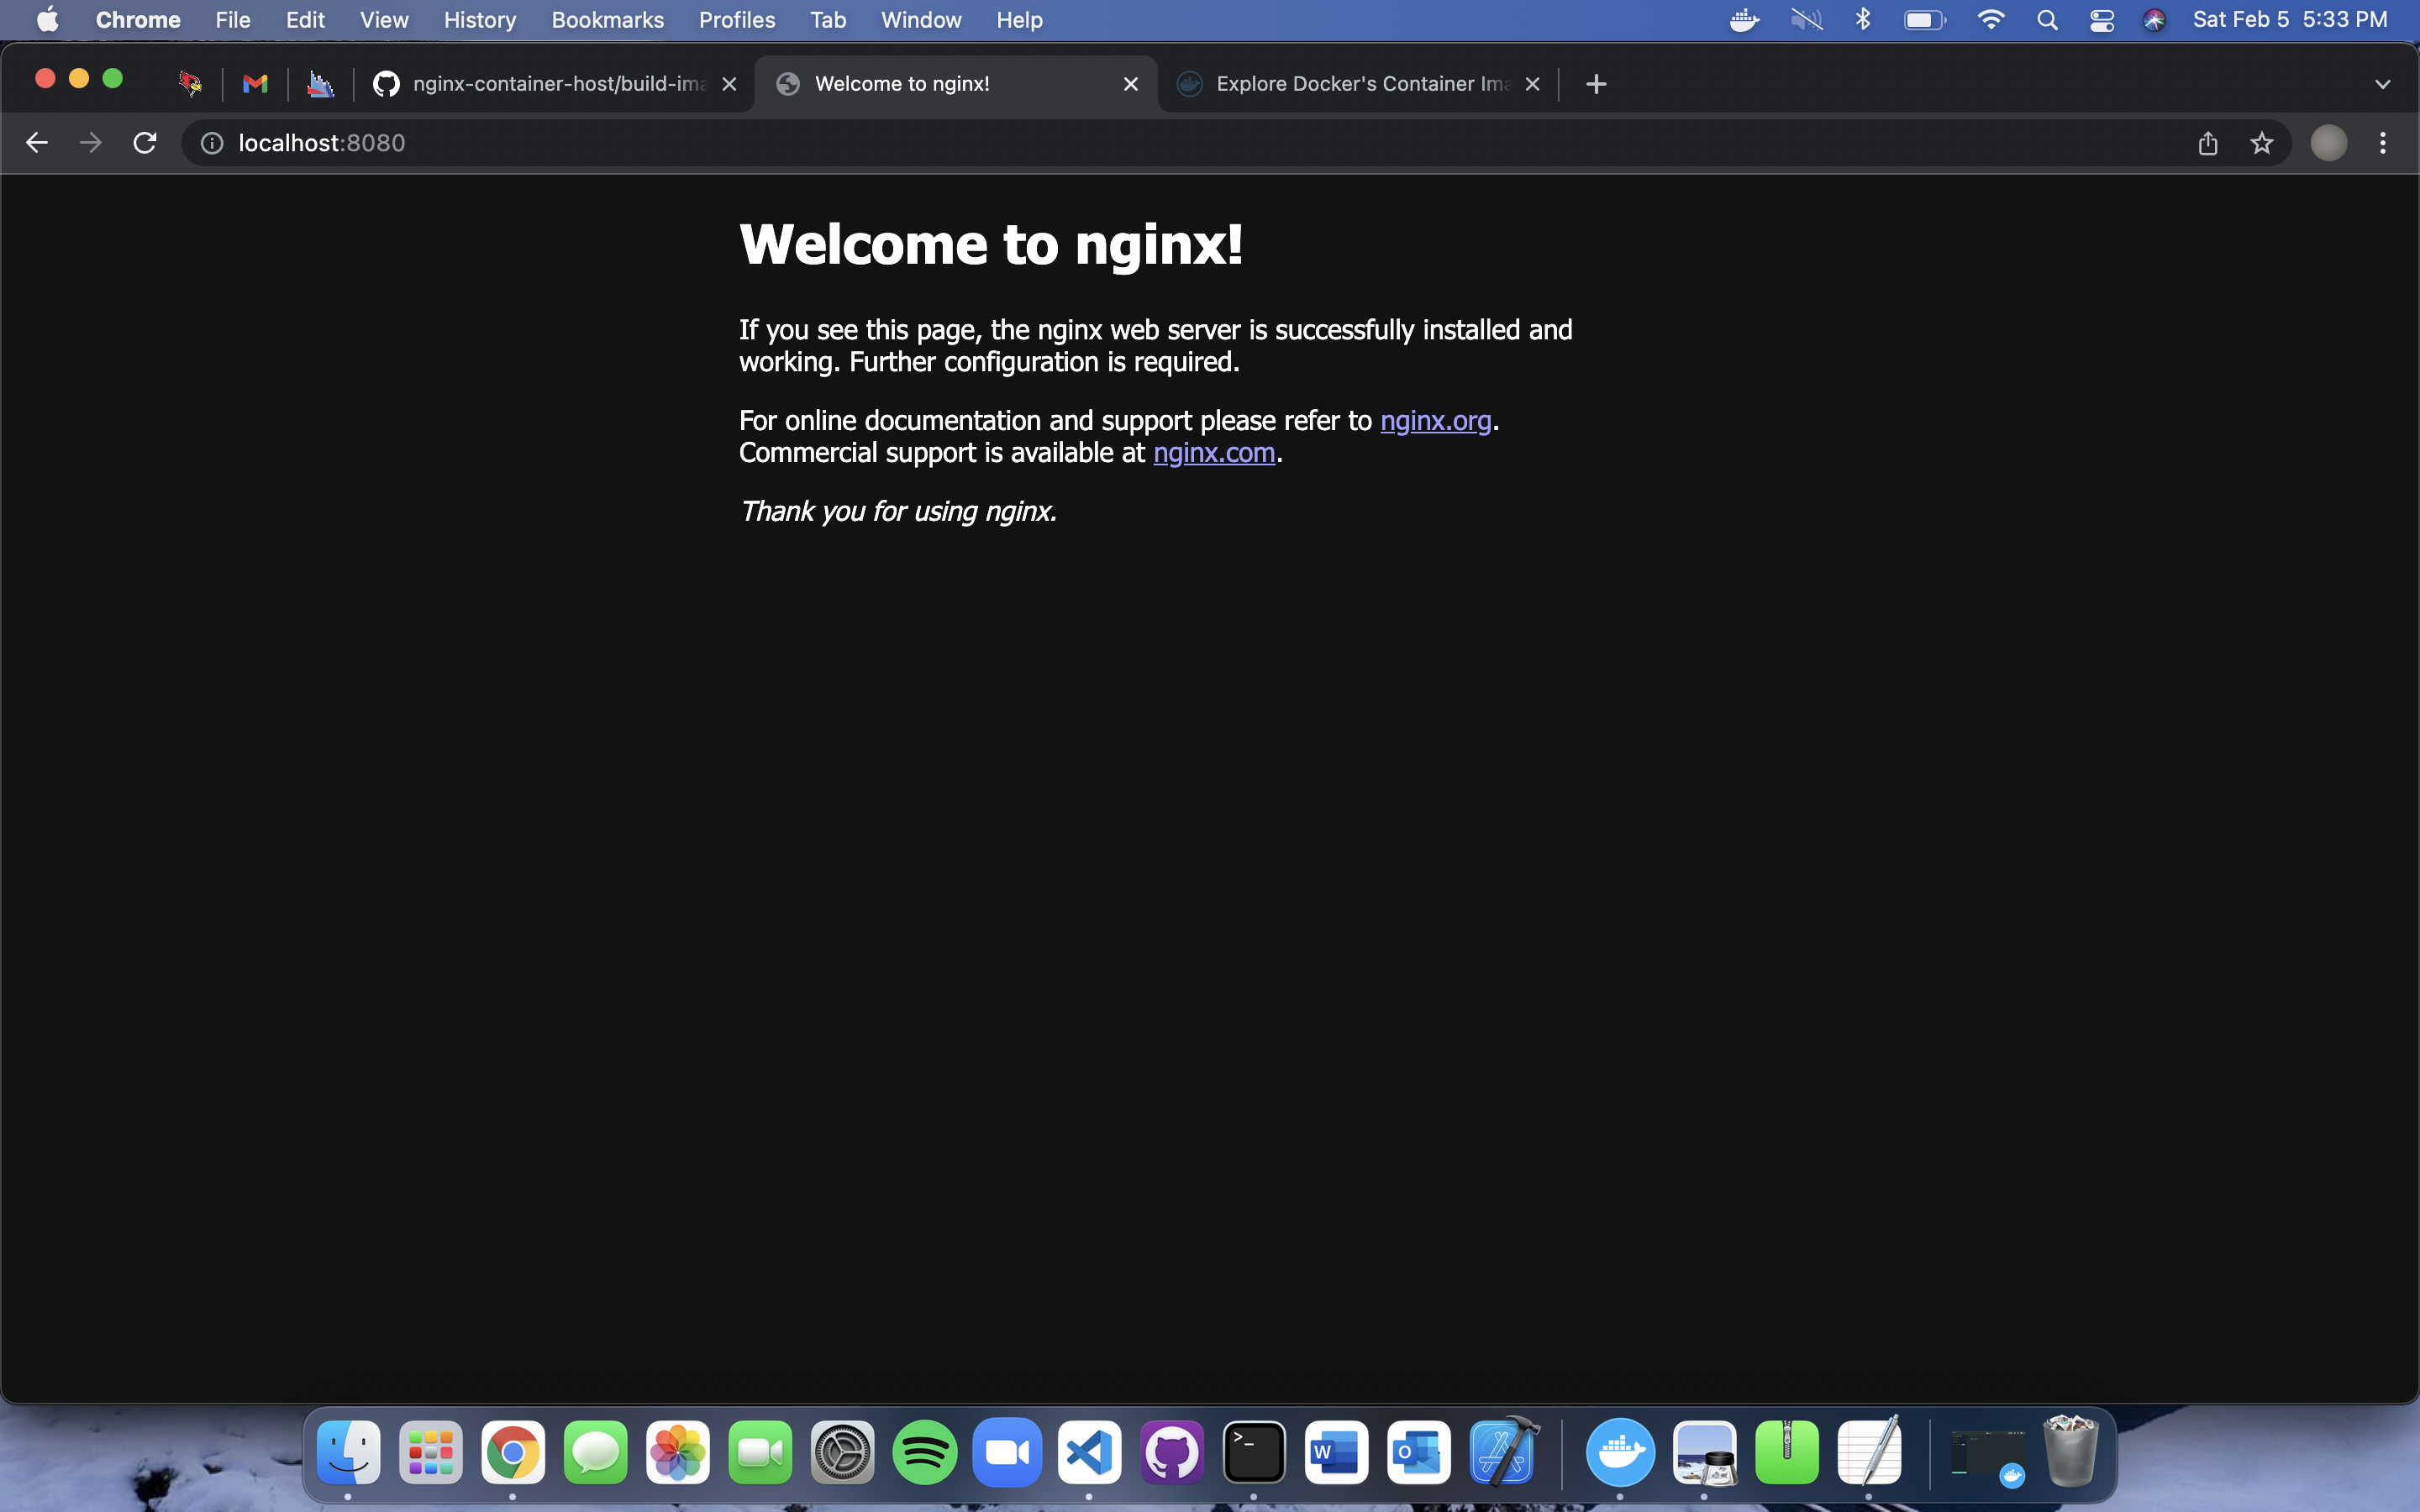 Chrome File Edit View History Bookmarks Profiles Tab Window Help Sat Feb 5 5:33 PM
nginx-container-host/build-ima Welcome to nginx! Explore Docker's Container Ima
localhost:8080
Welcome to nginx!
If you see this page, the nginx web server is successfully installed and
working. Further configuration is required.
For online documentation and support please refer to nginx.org.
Commercial support is available at nginx.com.
Thank you for using nginx.